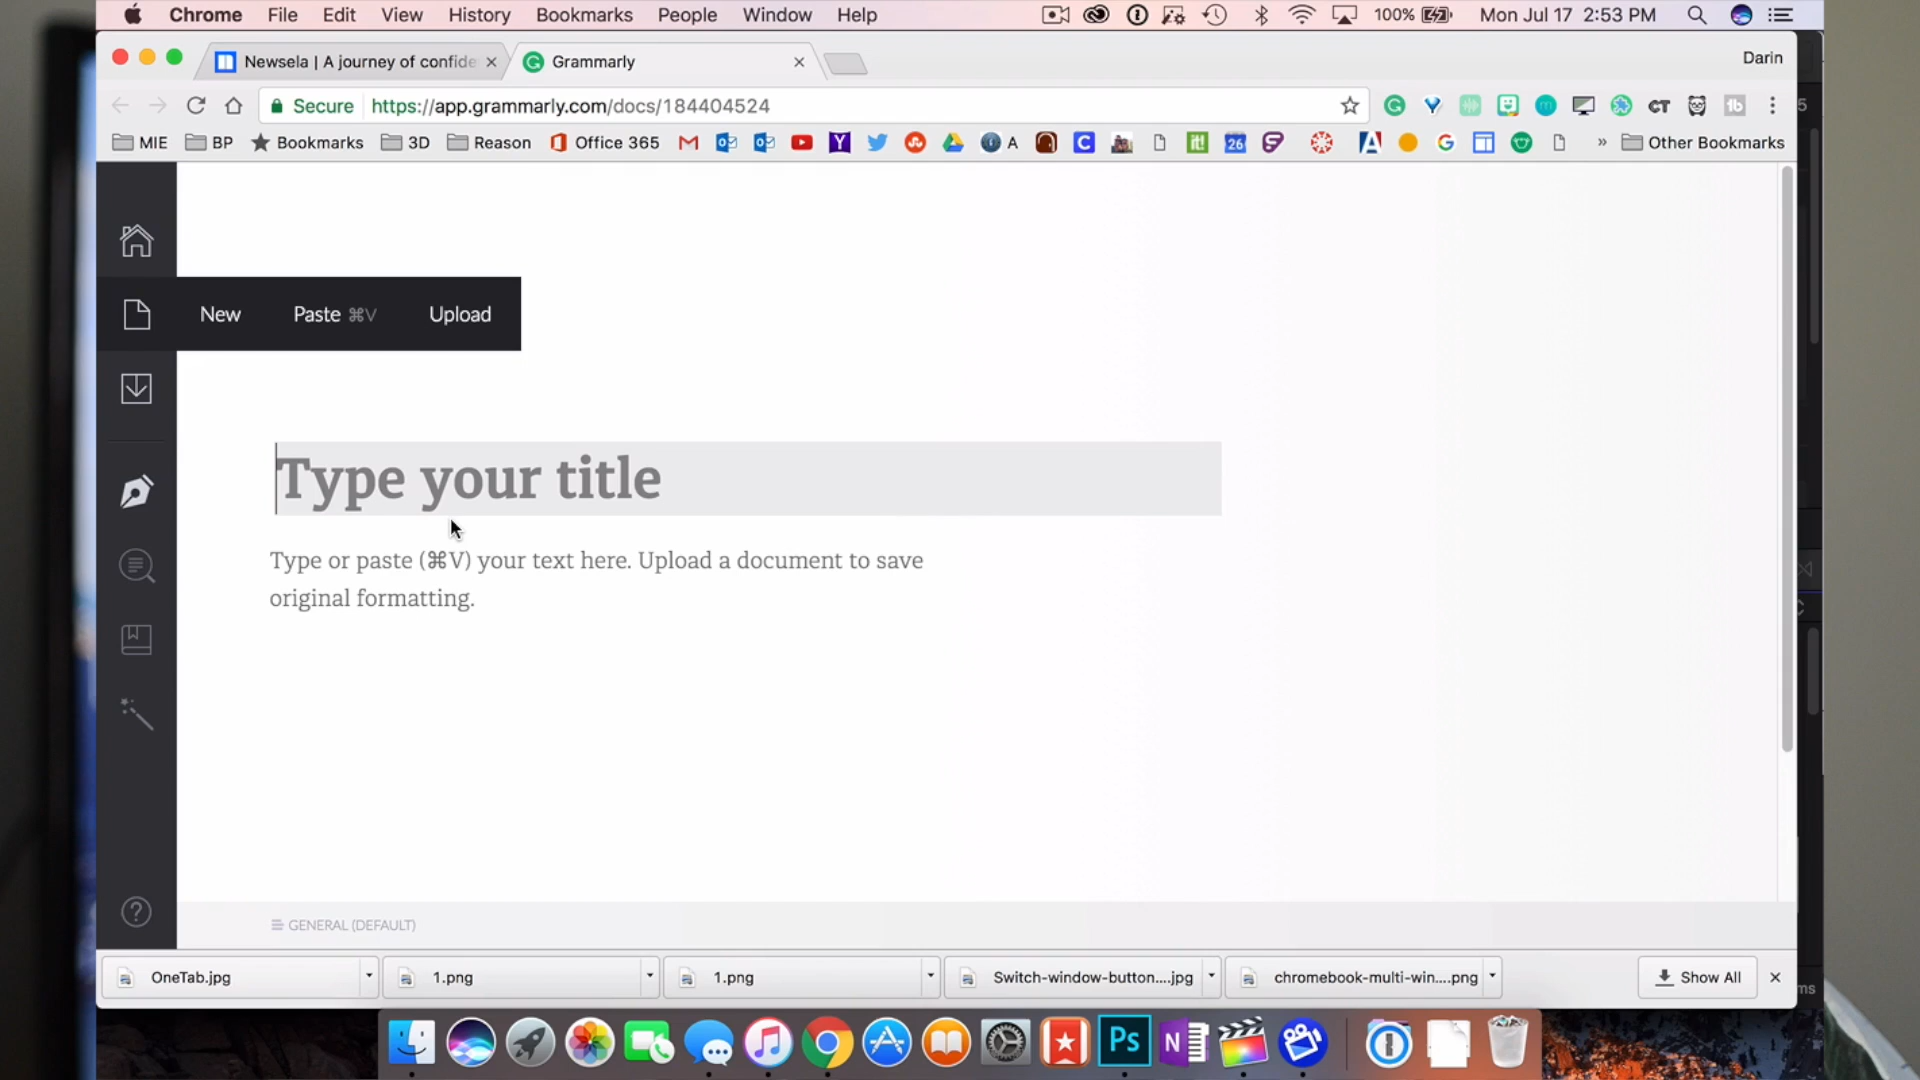 Chrome File Edit View History Bookmarks People Window Help 100% Mon Jul 17 2:53 PM
Newsela | A journey of confide Grammarly Darin
Secure https://app.grammarly.com/docs/184404524 CT tb
MIE BP Bookmarks 3D Reason Office 365 A Other Bookmarks
New Paste ⌘V Upload
Type your title
Type or paste (⌘V) your text here. Upload a document to save
original formatting.
GENERAL (DEFAULT)
OneTab.jpg 1.png 1.png Switch-window-button....jpg chromebook-multi-win....png Show All
Ps N